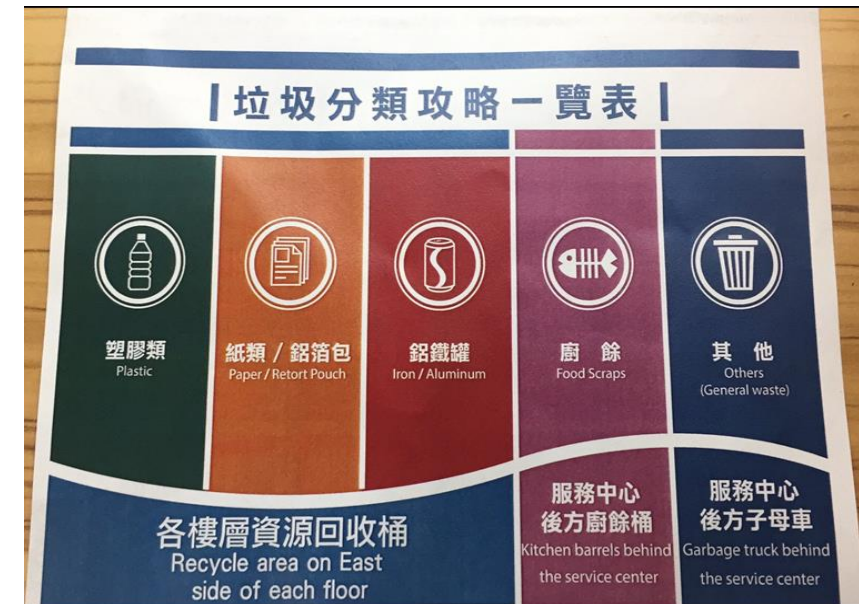 垃圾分類攻略一覽表
塑膠類
Plastic
紙類 / 鋁箔包
Paper / Retort Pouch
鋁鐵罐
Iron / Aluminum
廚 餘
Food Scraps
其 他
Others
(General waste)
各樓層資源回收桶
Recycle area on East
side of each floor
服務中心
後方廚餘桶
Kitchen barrels behind
the service center
服務中心
後方子母車
Garbage truck behind
the service center